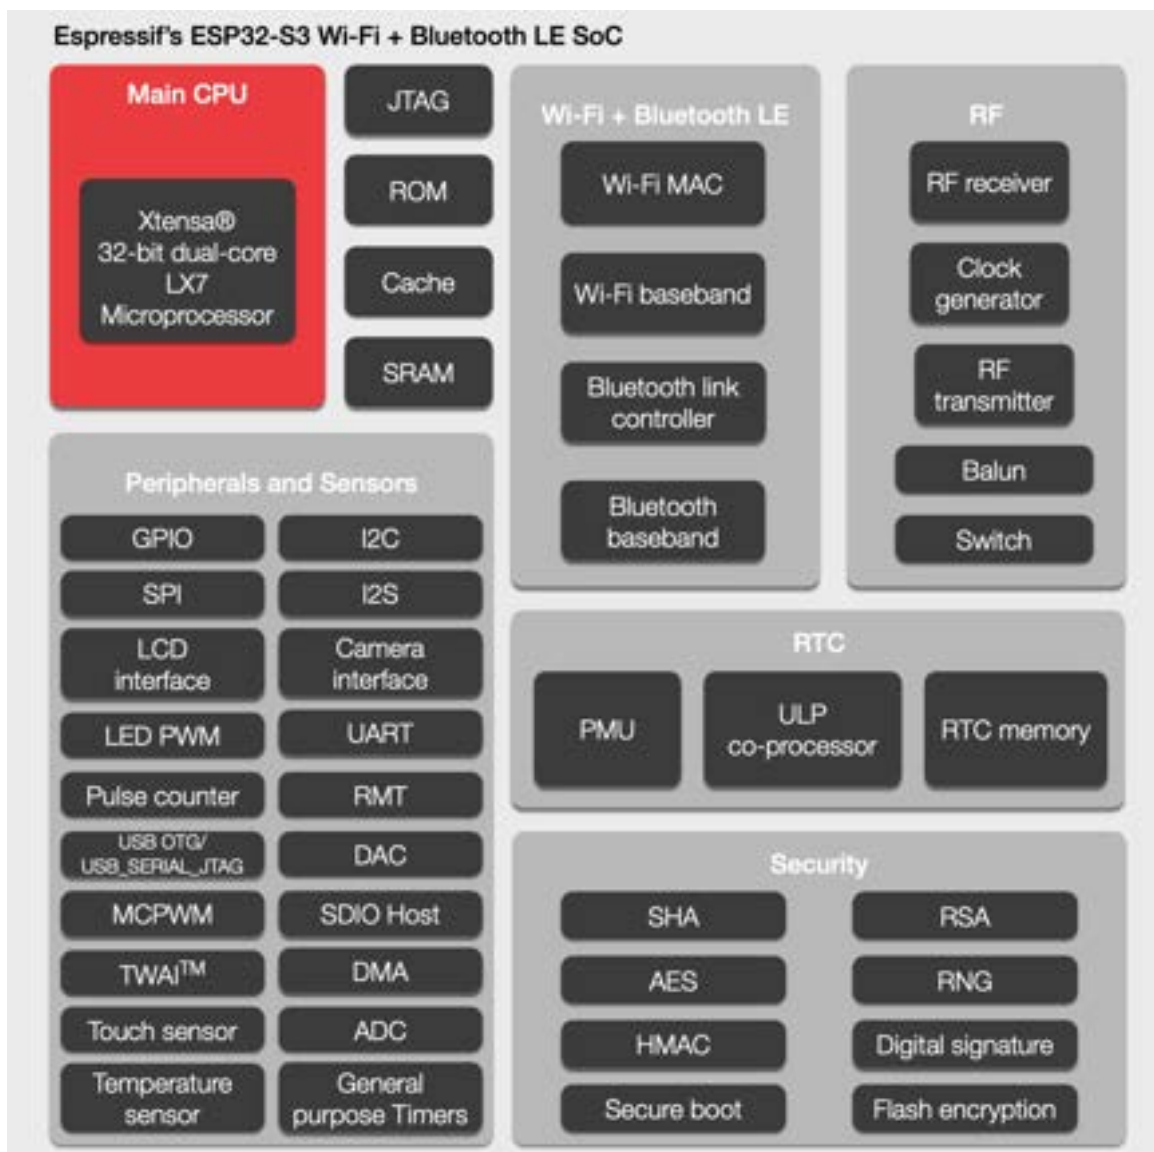 Espressif's ESP32-S3 Wi-Fi + Bluetooth LE SoC
Main CPU
Xtensa®
32-bit dual-core
LX7
Microprocessor
JTAG
ROM
Cache
SRAM
Wi-Fi + Bluetooth LE
Wi-Fi MAC
Wi-Fi baseband
Bluetooth link
controller
Bluetooth
baseband
RF
RF receiver
Clock
generator
RF
transmitter
Balun
Switch
Peripherals and Sensors
GPIO
I2C
SPI
I2S
LCD
interface
Camera
interface
LED PWM
UART
Pulse counter
RMT
USB OTG/
USB_SERIAL_JTAG
DAC
MCPWM
SDIO Host
TWAI™
DMA
Touch sensor
ADC
Temperature
sensor
General
purpose Timers
RTC
PMU
ULP
co-processor
RTC memory
Security
SHA
RSA
AES
RNG
HMAC
Digital signature
Secure boot
Flash encryption